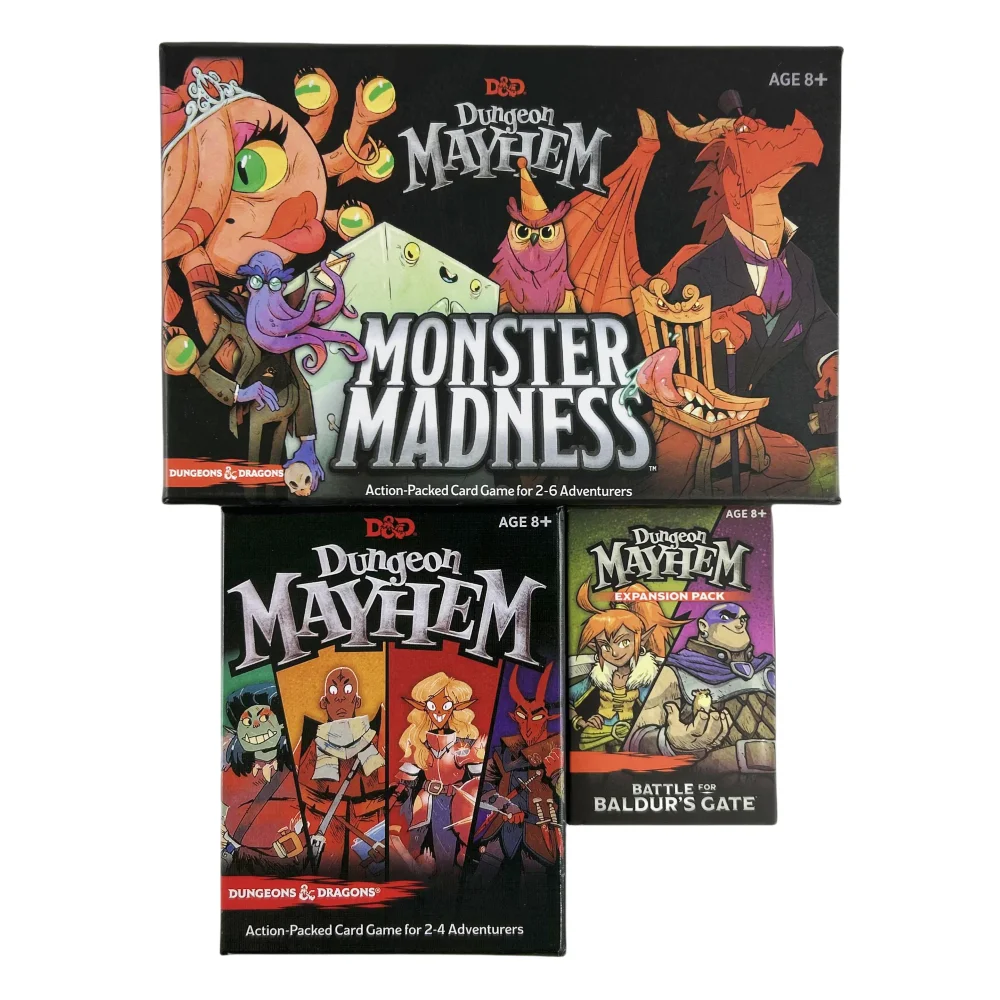 D&D
AGE 8+
Dungeon
MAYHEM
MONSTER
MADNESS™
DUNGEONS & DRAGONS
Action-Packed Card Game for 2-6 Adventurers
D&D
AGE 8+
Dungeon
MAYHEM
DUNGEONS & DRAGONS®
Action-Packed Card Game for 2-4 Adventurers
AGE 8+
Dungeon
MAYHEM
EXPANSION PACK
BATTLE FOR
BALDUR'S GATE